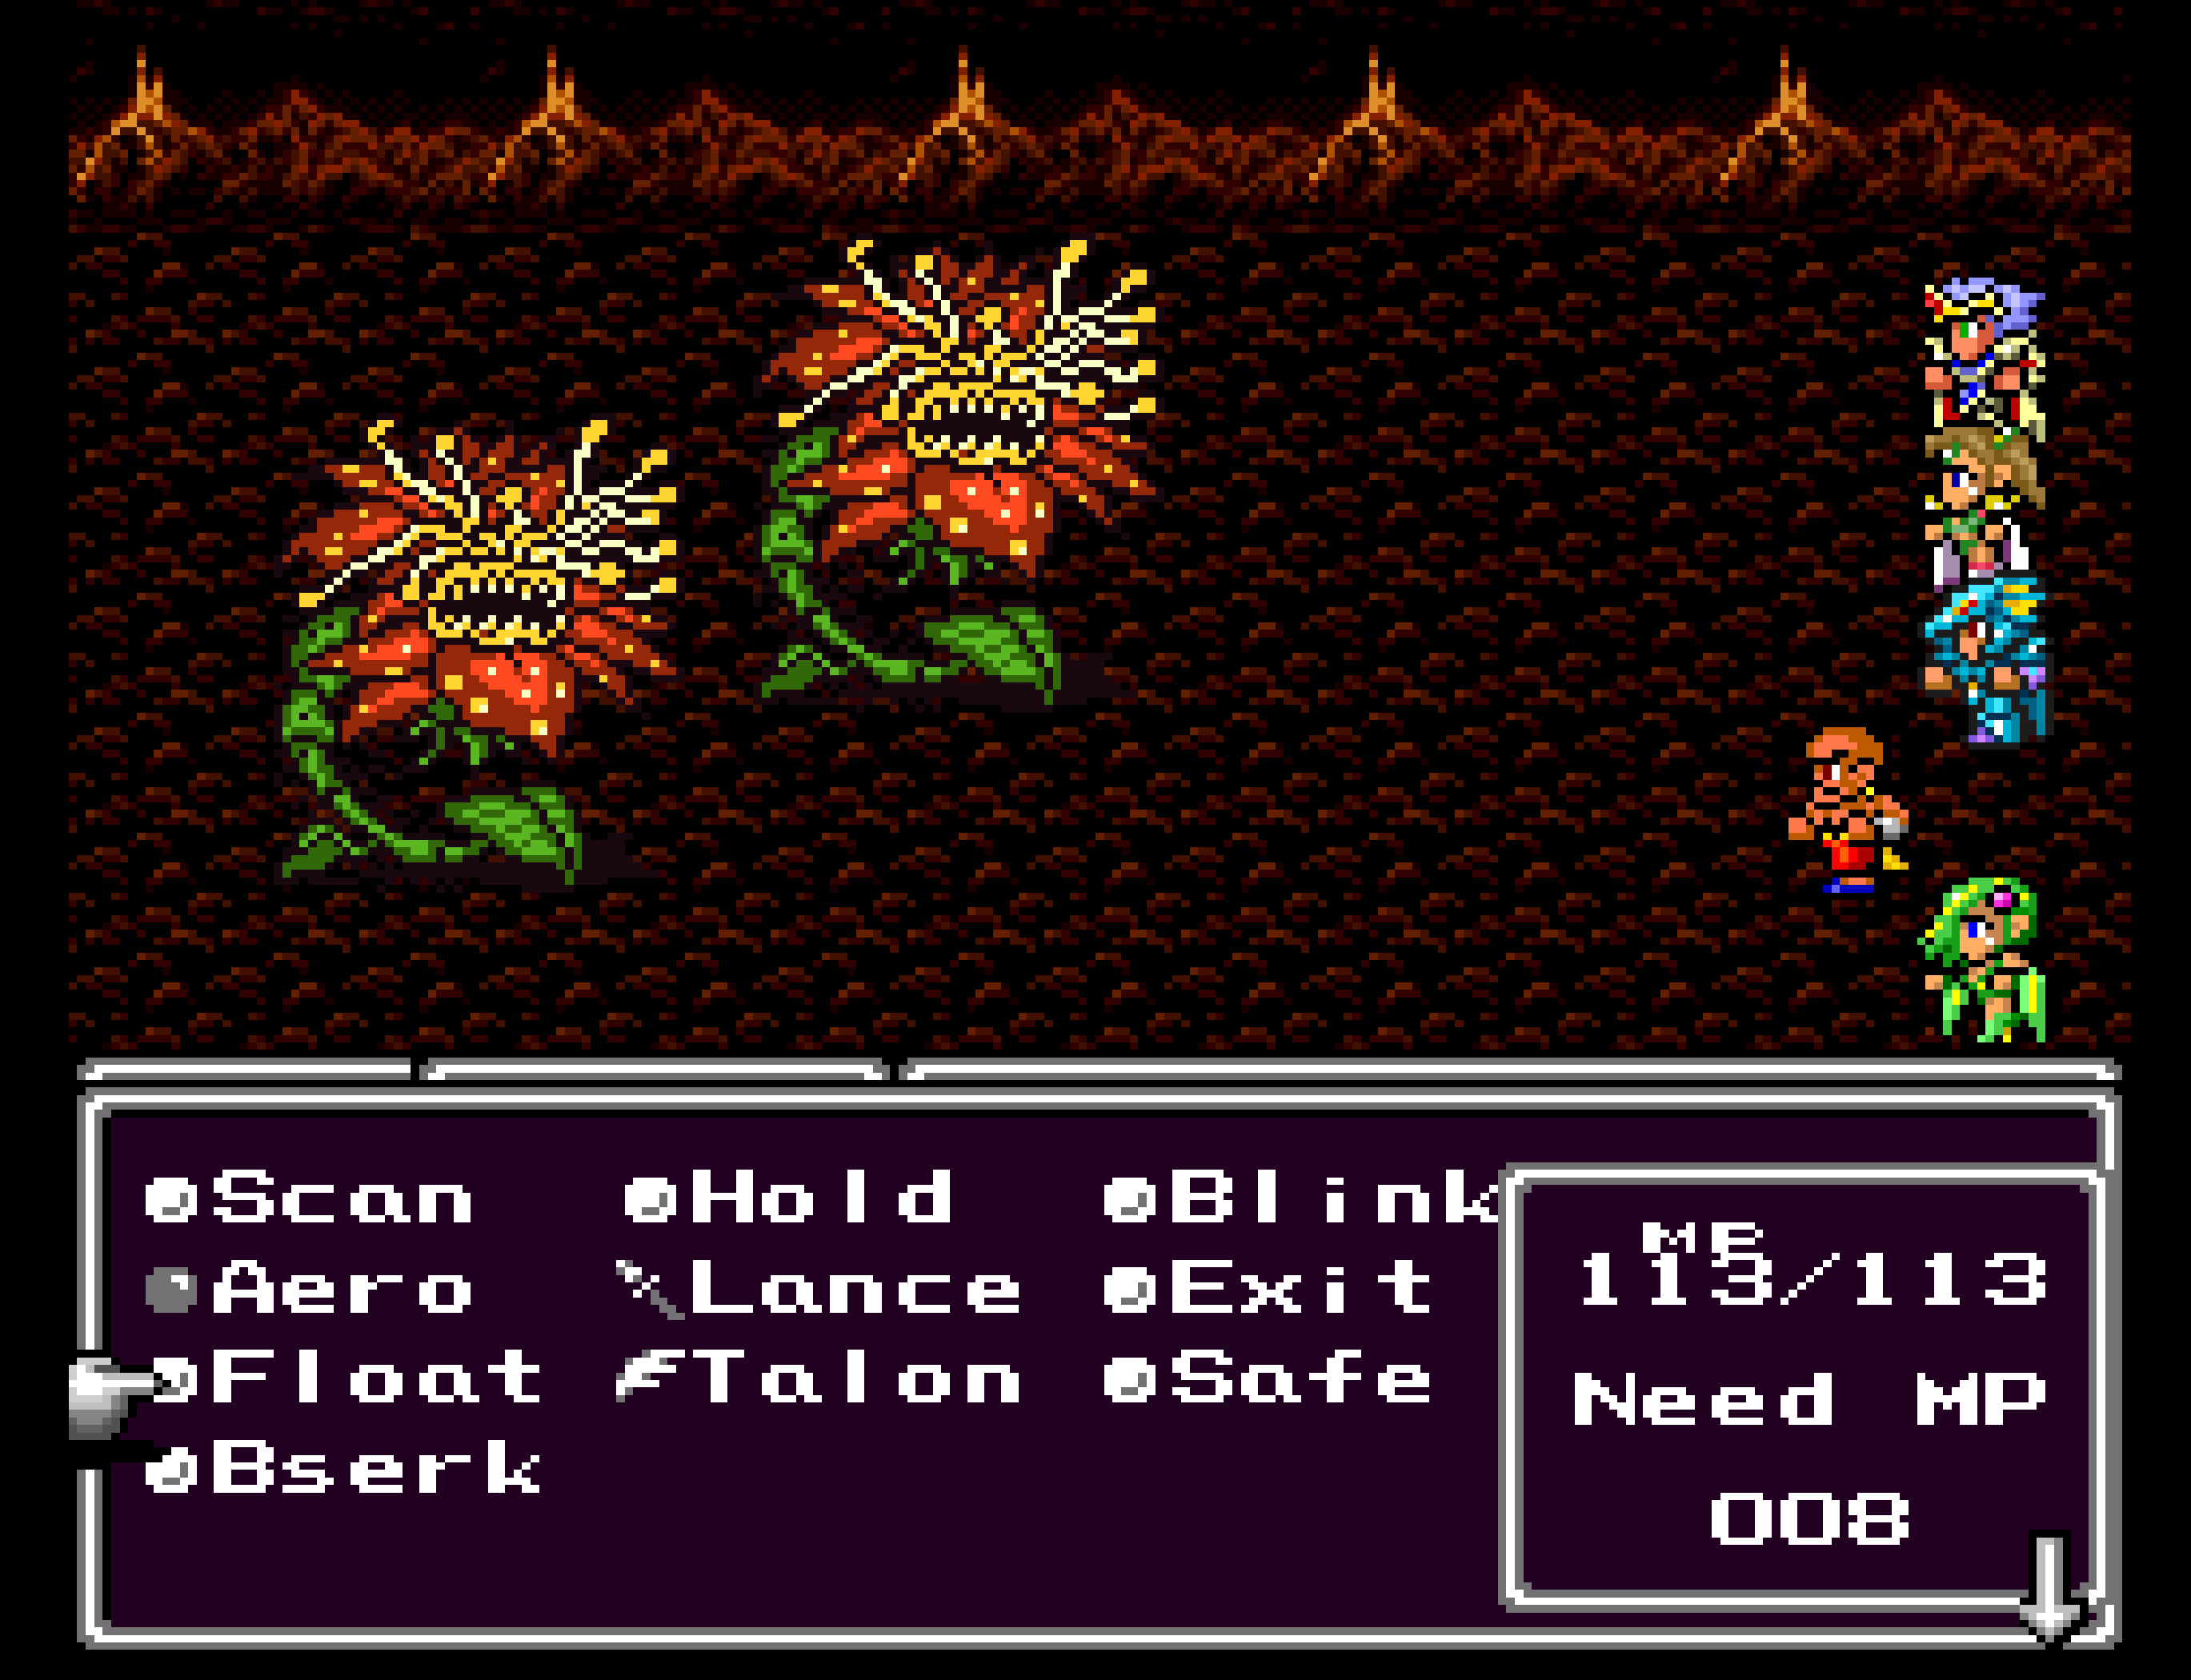 Scan Hold Blink
Aero Lance Exit
Float Talon Safe
Bserk
MP
113/113
Need MP
008